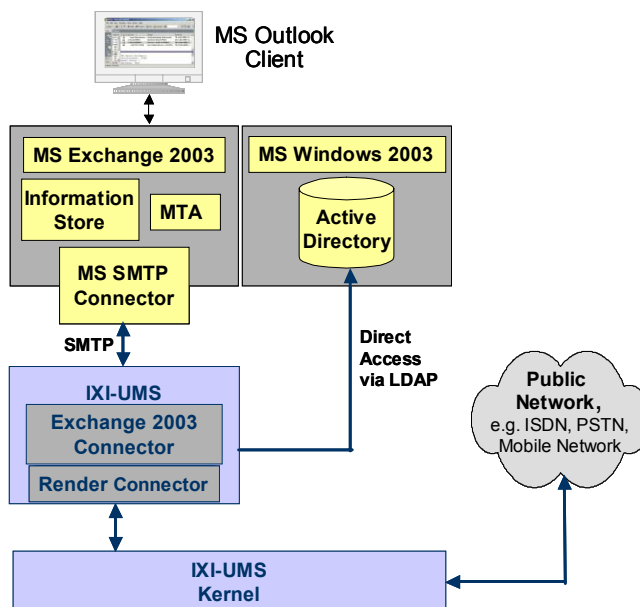 MS Outlook
Client
MS Exchange 2003
MS Windows 2003
Information
Store
MTA
Active
Directory
MS SMTP
Connector
SMTP
Direct
Access
via LDAP
IXI-UMS
Exchange 2003
Connector
Render Connector
Public
Network,
e.g. ISDN, PSTN,
Mobile Network
IXI-UMS
Kernel